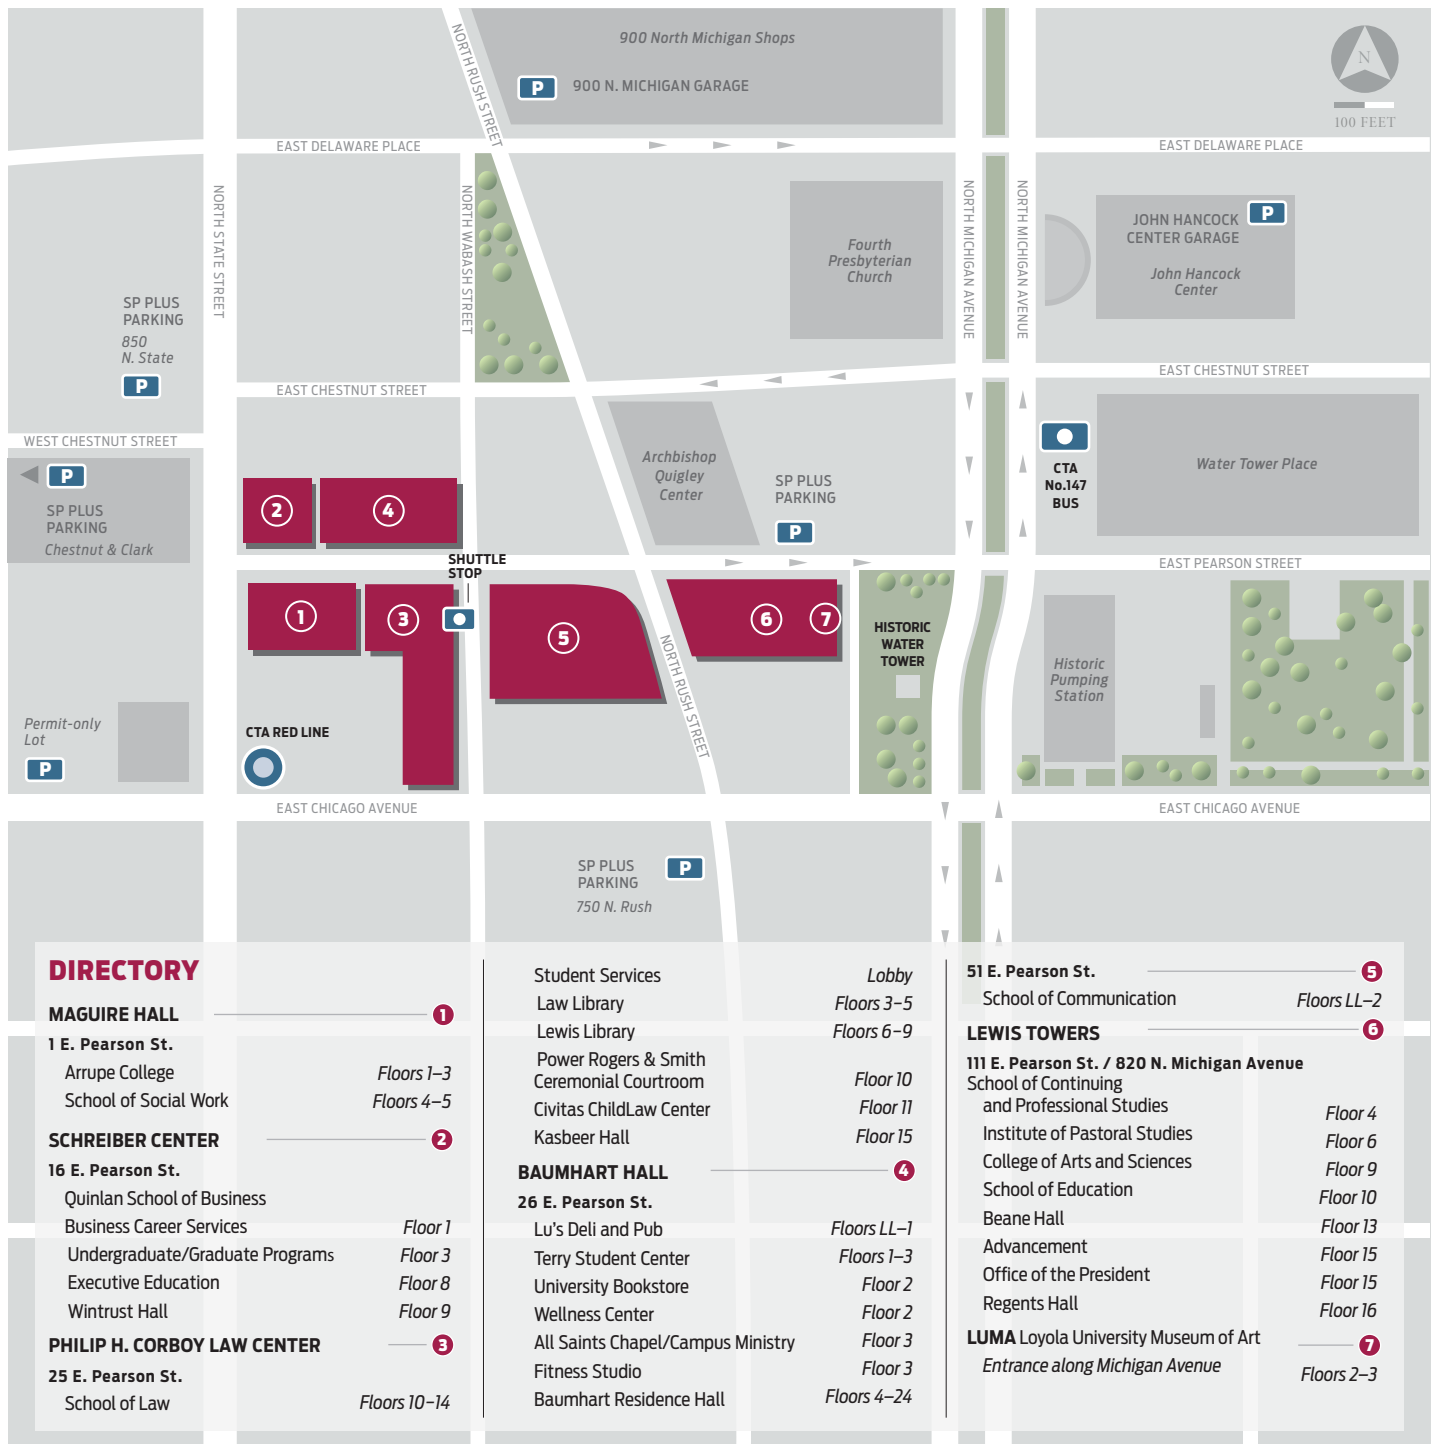 900 North Michigan Shops
P
900 N. MICHIGAN GARAGE
N
100 FEET
NORTH RUSH STREET
EAST DELAWARE PLACE
EAST DELAWARE PLACE
NORTH STATE STREET
NORTH WABASH STREET
NORTH MICHIGAN AVENUE
NORTH MICHIGAN AVENUE
Fourth
Presbyterian
Church
JOHN HANCOCK
CENTER GARAGE
P
John Hancock
Center
SP PLUS
PARKING
850
N. State
P
EAST CHESTNUT STREET
EAST CHESTNUT STREET
WEST CHESTNUT STREET
P
SP PLUS
PARKING
Chestnut & Clark
2
4
Archbishop
Quigley
Center
SP PLUS
PARKING
P
CTA
No.147
BUS
Water Tower Place
SHUTTLE
STOP
EAST PEARSON STREET
1
3
5
6
7
NORTH RUSH STREET
HISTORIC
WATER
TOWER
Historic
Pumping
Station
Permit-only
Lot
P
CTA RED LINE
EAST CHICAGO AVENUE
EAST CHICAGO AVENUE
SP PLUS
PARKING
P
750 N. Rush
DIRECTORY
MAGUIRE HALL 1
1 E. Pearson St.
Arrupe College Floors 1–3
School of Social Work Floors 4–5
SCHREIBER CENTER 2
16 E. Pearson St.
Quinlan School of Business
Business Career Services Floor 1
Undergraduate/Graduate Programs Floor 3
Executive Education Floor 8
Wintrust Hall Floor 9
PHILIP H. CORBOY LAW CENTER 3
25 E. Pearson St.
School of Law Floors 10–14
Student Services Lobby
Law Library Floors 3–5
Lewis Library Floors 6–9
Power Rogers & Smith
Ceremonial Courtroom Floor 10
Civitas ChildLaw Center Floor 11
Kasbeer Hall Floor 15
BAUMHART HALL 4
26 E. Pearson St.
Lu's Deli and Pub Floors LL–1
Terry Student Center Floors 1–3
University Bookstore Floor 2
Wellness Center Floor 2
All Saints Chapel/Campus Ministry Floor 3
Fitness Studio Floor 3
Baumhart Residence Hall Floors 4–24
51 E. Pearson St. 5
School of Communication Floors LL–2
LEWIS TOWERS 6
111 E. Pearson St. / 820 N. Michigan Avenue
School of Continuing
and Professional Studies Floor 4
Institute of Pastoral Studies Floor 6
College of Arts and Sciences Floor 9
School of Education Floor 10
Beane Hall Floor 13
Advancement Floor 15
Office of the President Floor 15
Regents Hall Floor 16
LUMA Loyola University Museum of Art 7
Entrance along Michigan Avenue Floors 2–3